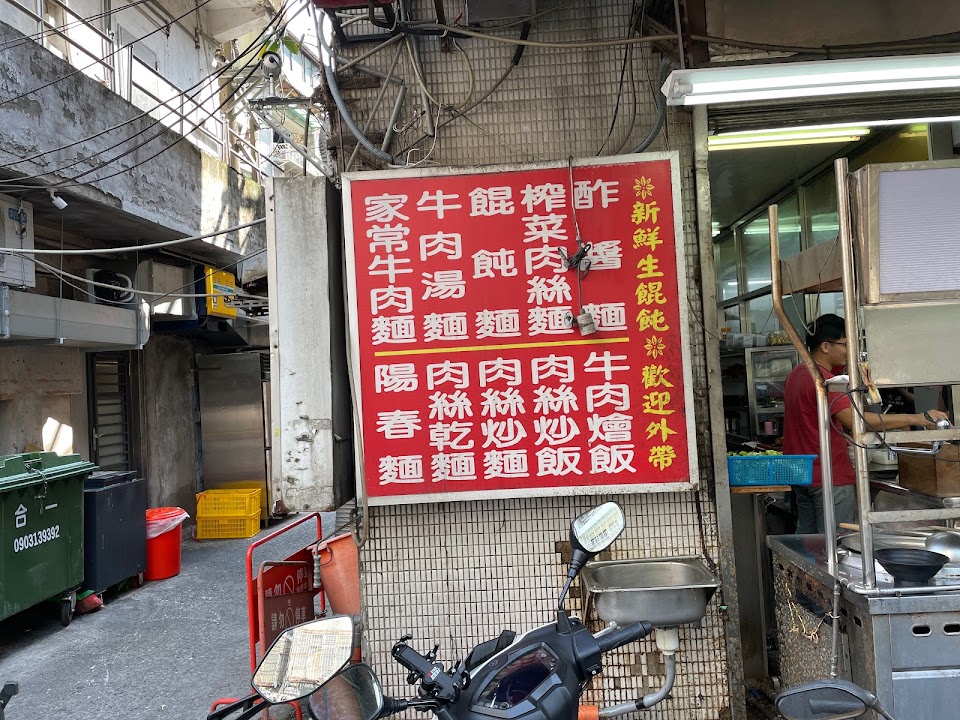 新鮮生餛飩
歡迎外帶
酢醬麵
榨菜肉絲麵
餛飩麵
牛肉湯麵
家常牛肉麵
牛肉燴飯
肉絲炒飯
肉絲炒麵
肉絲乾麵
陽春麵
合一
0903139392
請勿